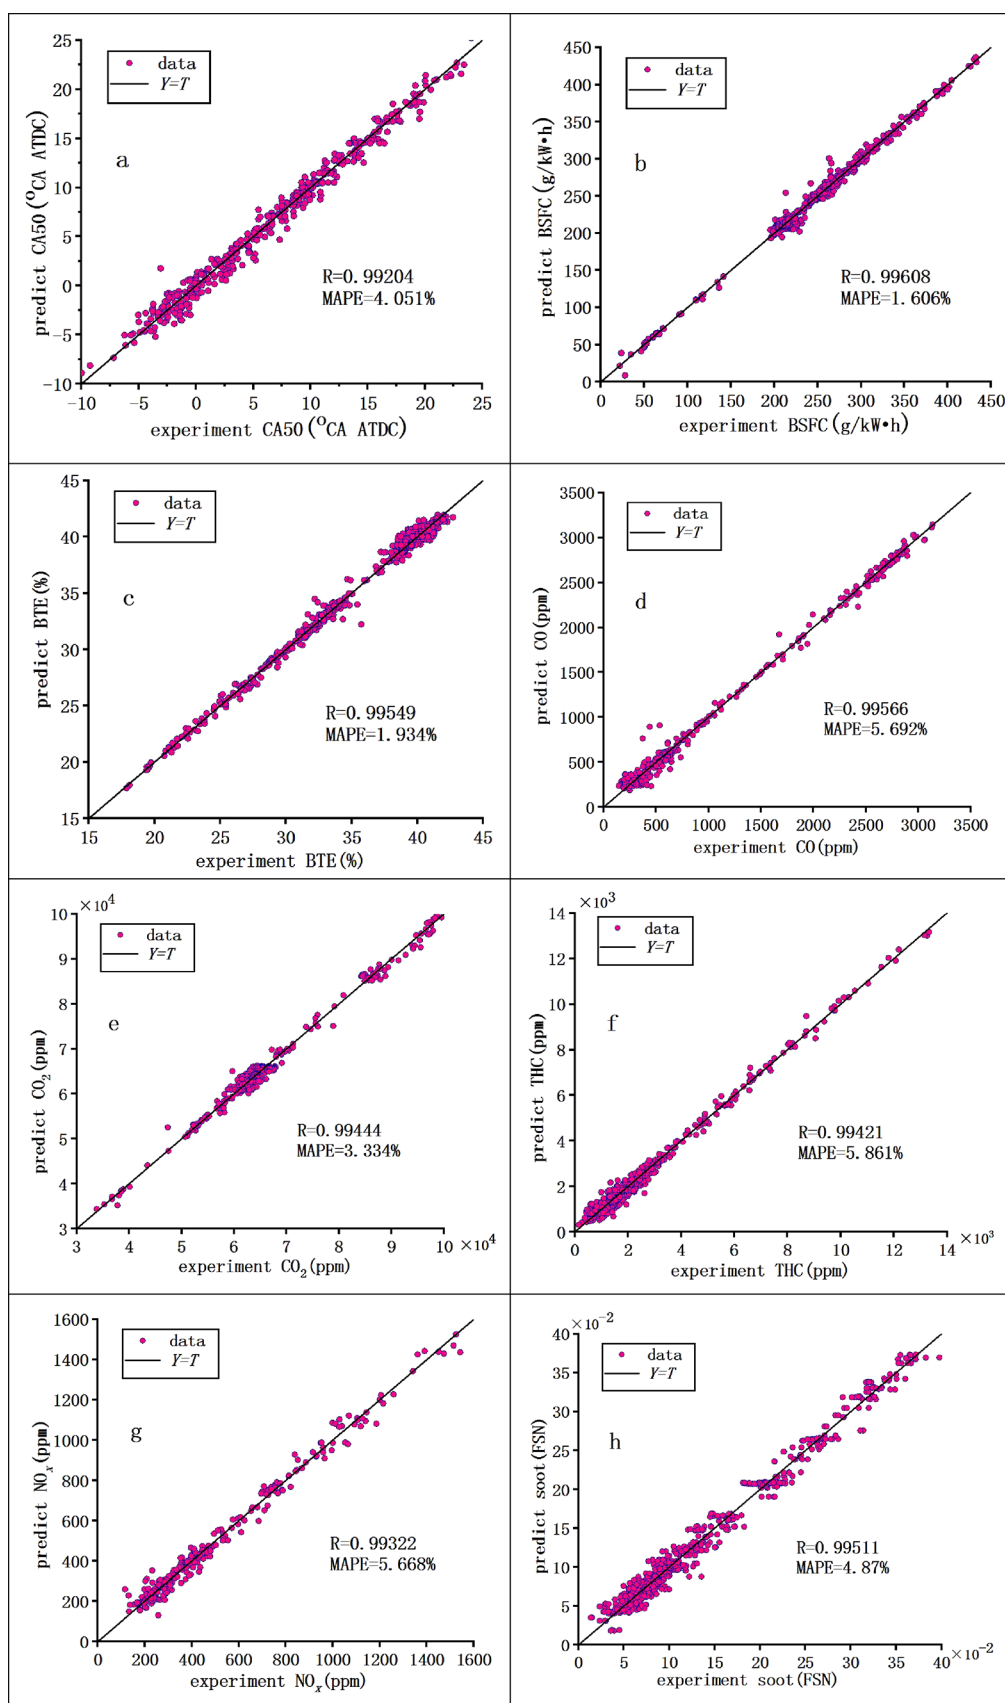 25
20
15
10
5
0
−5
−10
−10 −5 0 5 10 15 20 25
predict CA50(°CA ATDC)
experiment CA50(°CA ATDC)
data
Y=T
a
R=0.99204
MAPE=4.051%
450
400
350
300
250
200
150
100
50
0
0 50 100 150 200 250 300 350 400 450
predict BSFC(g/kW•h)
experiment BSFC(g/kW•h)
data
Y=T
b
R=0.99608
MAPE=1.606%
45
40
35
30
25
20
15
15 20 25 30 35 40 45
predict BTE(%)
experiment BTE(%)
data
Y=T
c
R=0.99549
MAPE=1.934%
3500
3000
2500
2000
1500
1000
500
0
0 500 1000 1500 2000 2500 3000 3500
predict CO(ppm)
experiment CO(ppm)
data
Y=T
d
R=0.99566
MAPE=5.692%
×10⁴
10
9
8
7
6
5
4
3
3 4 5 6 7 8 9 10 ×10⁴
predict CO₂(ppm)
experiment CO₂(ppm)
data
Y=T
e
R=0.99444
MAPE=3.334%
×10³
14
12
10
8
6
4
2
0
0 2 4 6 8 10 12 14
×10³
predict THC(ppm)
experiment THC(ppm)
data
Y=T
f
R=0.99421
MAPE=5.861%
1600
1400
1200
1000
800
600
400
200
0
0 200 400 600 800 1000 1200 1400 1600
predict NOₓ(ppm)
experiment NOₓ(ppm)
data
Y=T
g
R=0.99322
MAPE=5.668%
×10⁻²
40
35
30
25
20
15
10
5
0
0 5 10 15 20 25 30 35 40 ×10⁻²
predict soot(FSN)
experiment soot(FSN)
data
Y=T
h
R=0.99511
MAPE=4.87%